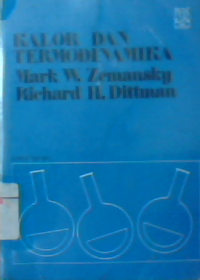 KALOR DAN
TERMODINAMIKA
Mark W. Zemansky
Richard H. Dittman